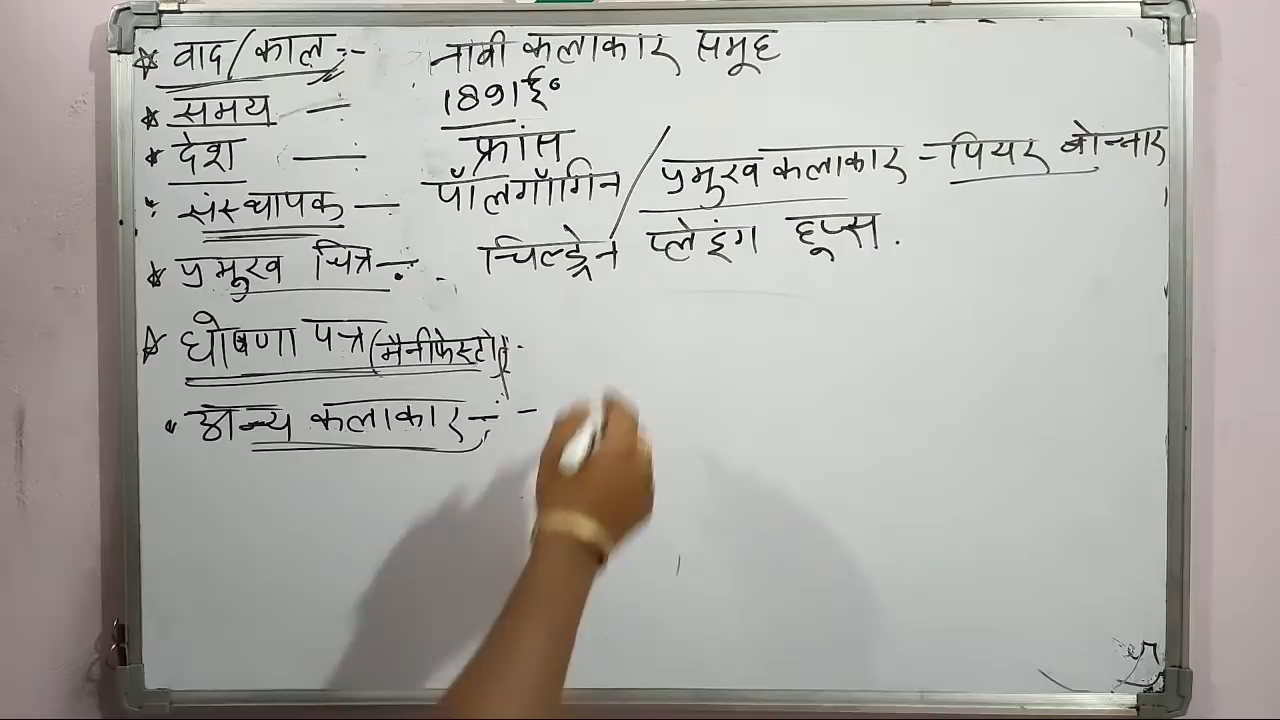 ☆ वाद/काल :- नाबी कलाकार समूह
☆ समय - 1891ई०
* देश - फ्रांस
संस्थापक - पॉलगॉगिन / प्रमुख कलाकार - पियर बोन्नार
☆ प्रमुख चित्र :- चिल्ड्रेन प्लेइंग हूप्स.
☆ घोषणा पत्र (मैनीफेस्टो) :-
अन्य कलाकार :- -